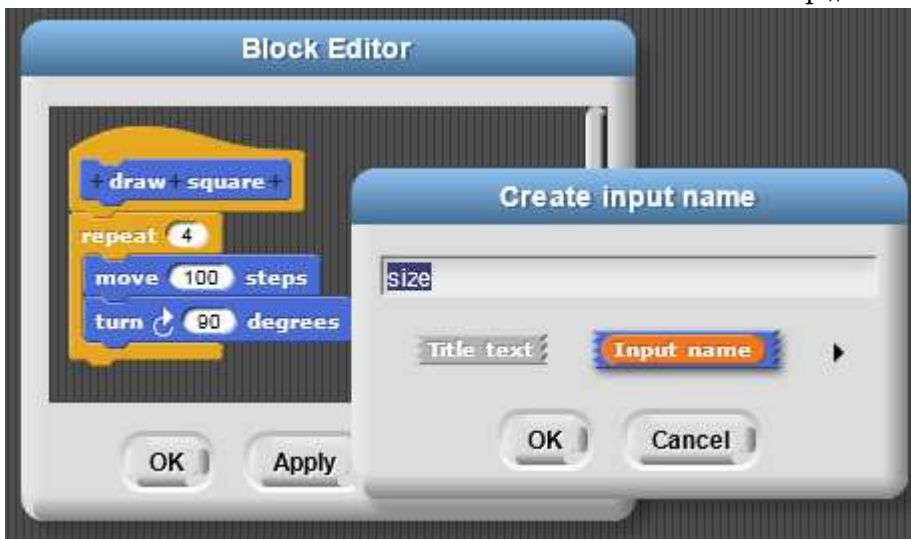 Block Editor
+ draw + square +
repeat 4
move 100 steps
turn 90 degrees
OK
Apply
Create input name
size
Title text
Input name
OK
Cancel